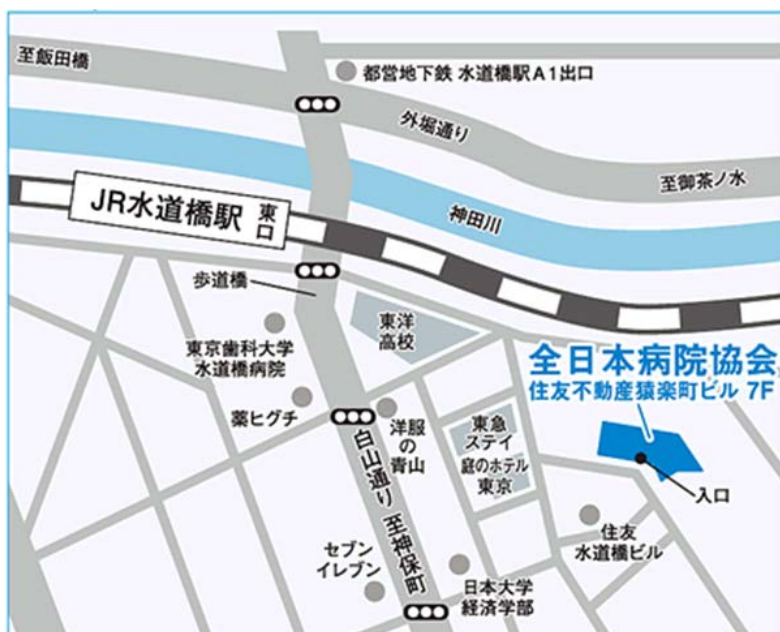 至飯田橋
都営地下鉄 水道橋駅A1出口
外堀通り
至御茶ノ水
神田川
JR水道橋駅 東口
歩道橋
東洋
高校
東京歯科大学
水道橋病院
全日本病院協会
住友不動産猿楽町ビル 7F
薬ヒグチ
洋服の青山
東急
ステイ
庭のホテル
東京
入口
白山通り 至神保町
住友
水道橋ビル
セブン
イレブン
日本大学
経済学部